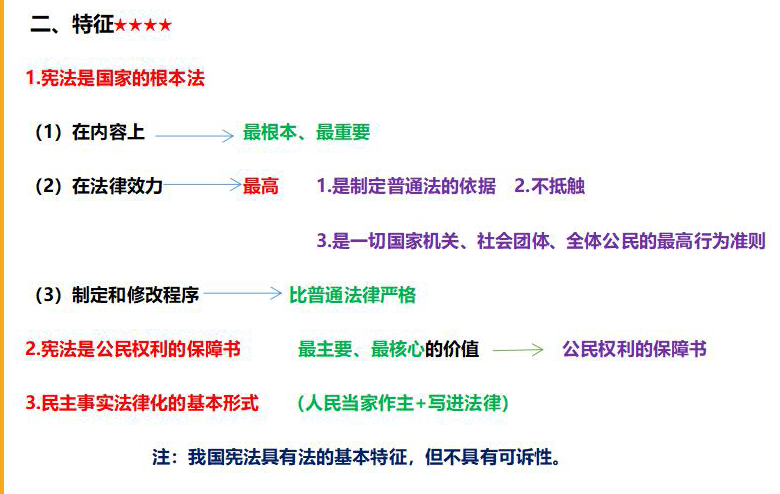 二、特征★★★★
1.宪法是国家的根本法
（1）在内容上 最根本、最重要
（2）在法律效力 最高 1.是制定普通法的依据 2.不抵触
3.是一切国家机关、社会团体、全体公民的最高行为准则
（3）制定和修改程序 比普通法律严格
2.宪法是公民权利的保障书 最主要、最核心的价值 公民权利的保障书
3.民主事实法律化的基本形式 （人民当家作主+写进法律）
注：我国宪法具有法的基本特征，但不具有可诉性。